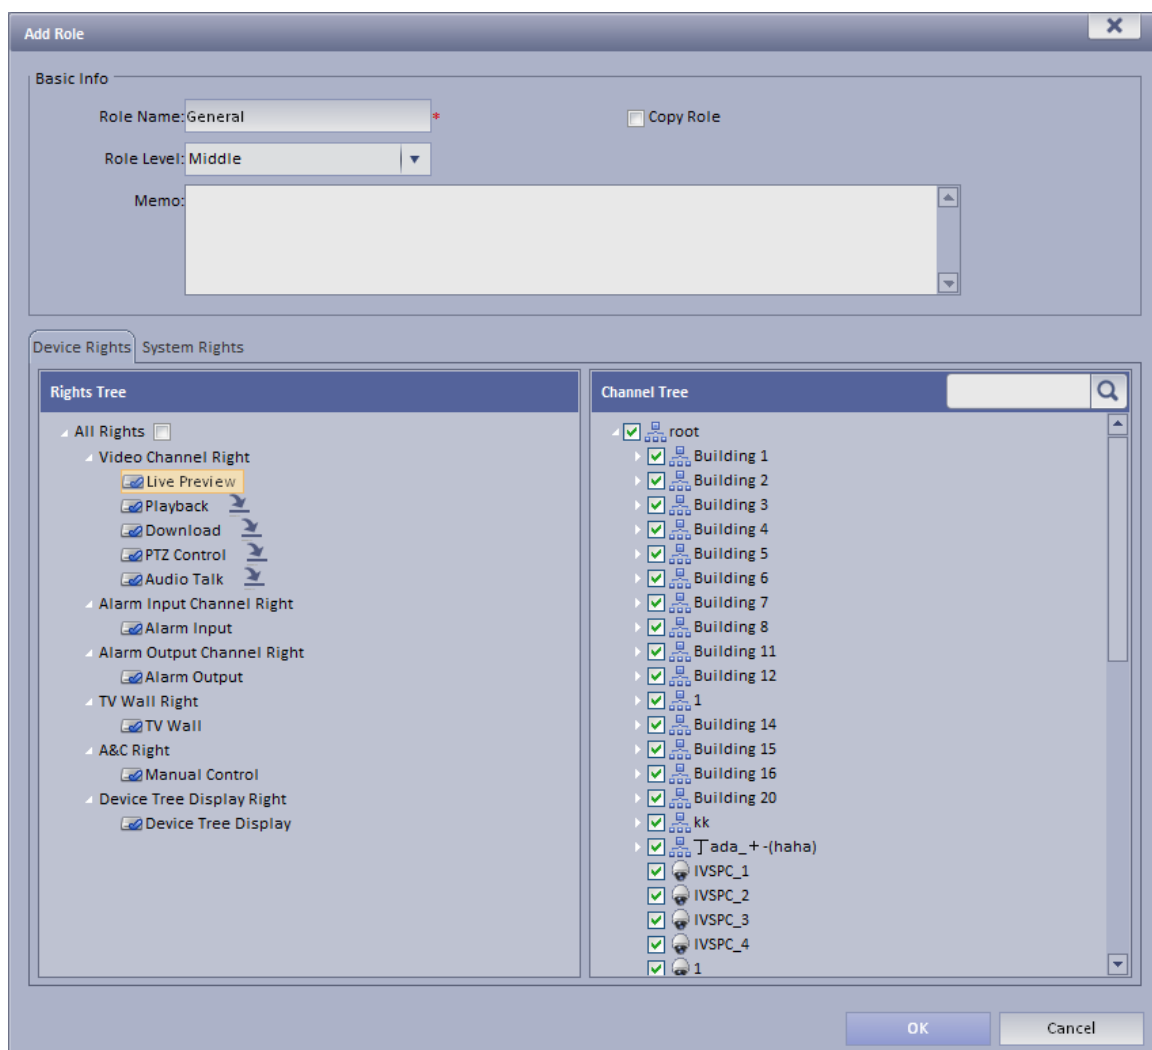 Add Role
Basic Info
Role Name: General *
Copy Role
Role Level: Middle
Memo:
Device Rights System Rights
Rights Tree
All Rights
Video Channel Right
Live Preview
Playback
Download
PTZ Control
Audio Talk
Alarm Input Channel Right
Alarm Input
Alarm Output Channel Right
Alarm Output
TV Wall Right
TV Wall
A&C Right
Manual Control
Device Tree Display Right
Device Tree Display
Channel Tree
root
Building 1
Building 2
Building 3
Building 4
Building 5
Building 6
Building 7
Building 8
Building 11
Building 12
1
Building 14
Building 15
Building 16
Building 20
kk
丁ada_+-(haha)
IVSPC_1
IVSPC_2
IVSPC_3
IVSPC_4
1
OK Cancel